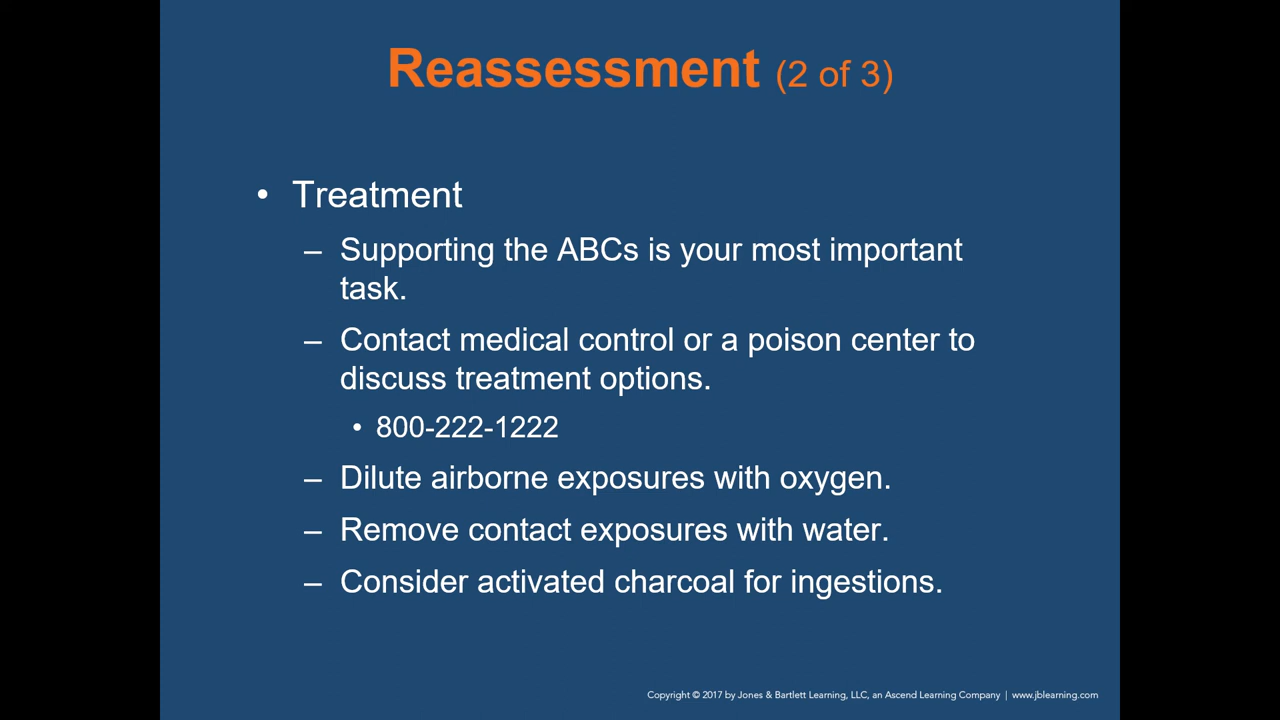 Reassessment (2 of 3)
• Treatment
– Supporting the ABCs is your most important
task.
– Contact medical control or a poison center to
discuss treatment options.
• 800-222-1222
– Dilute airborne exposures with oxygen.
– Remove contact exposures with water.
– Consider activated charcoal for ingestions.
Copyright © 2017 by Jones & Bartlett Learning, LLC, an Ascend Learning Company | www.jblearning.com